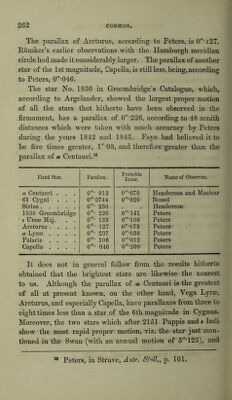 262 COSMOS.
The parallax of Arcturus, according to Peters, is 0"·127.
Rümker's earlier observations with the Hamburgh meridian
circle had made it considerably larger. The parallax of another
star of the 1st magnitude, Capella, is still less, being, according
to Peters, 0"·046.
The star No. 1830 in Groombridge's Catalogue, which,
according to Argelander, showed the largest proper motion
of all the stars that hitherto have been observed in the
firmament, has a parallax of 0"·226, according to 48 zenith
distances which were taken with much accuracy by Peters
during the years 1842 and 1843. Faye had believed it to
be five times greater, 1"·08, and therefore greater than the
parallax of α Centauri.
Fixed Star. Parallax. Probable Error. Name of Observer.
α Centauri . . . . 0"· 913 0"·070 Henderson and Maclear
61 Cygni . . . . 0"·3744 0"·020 Bessel
Sirius . . . . . 0"· 230 Henderson
1830 Groombridge 0"· 226 0"·141 Peters
ι Ursæ Maj. . . 0"· 133 0"·106 Peters
Arcturus . . . . 0"· 127 0"·073 Peters
α Lyræ . . . . 0"· 207 0"·038 Peters
Polaris . . . . 0"· 106 0"·012 Peters
Capella . . . . 0"· 046 0"·200 Peters
It does not in general follow from the results hitherto
obtained that the brightest stars are likewise the nearest
to us. Although the parallax of α Centauri is the greatest
of all at present known, on the other hand, Vega Lyræ,
Arcturus, and especially Capella, have parallaxes from three to
eight times less than a star of the 6th magnitude in Cygnus.
Moreover, the two stars which after 2151 Puppis and ε Indi
show the most rapid proper motion, viz. the star just men-
tioned in the Swan (with an annual motion of 5"·123), and
Peters, in Struve, Astr. Stell., p. 101.